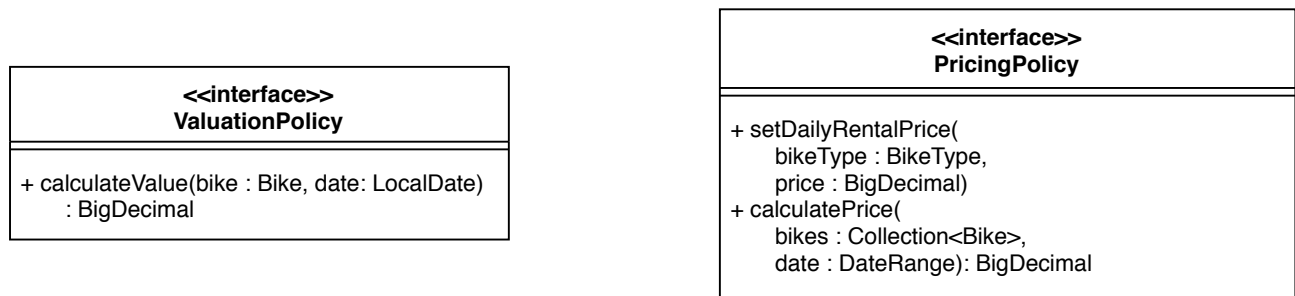 <<interface>>
ValuationPolicy
+ calculateValue(bike : Bike, date: LocalDate)
: BigDecimal
<<interface>>
PricingPolicy
+ setDailyRentalPrice(
bikeType : BikeType,
price : BigDecimal)
+ calculatePrice(
bikes : Collection<Bike>,
date : DateRange): BigDecimal